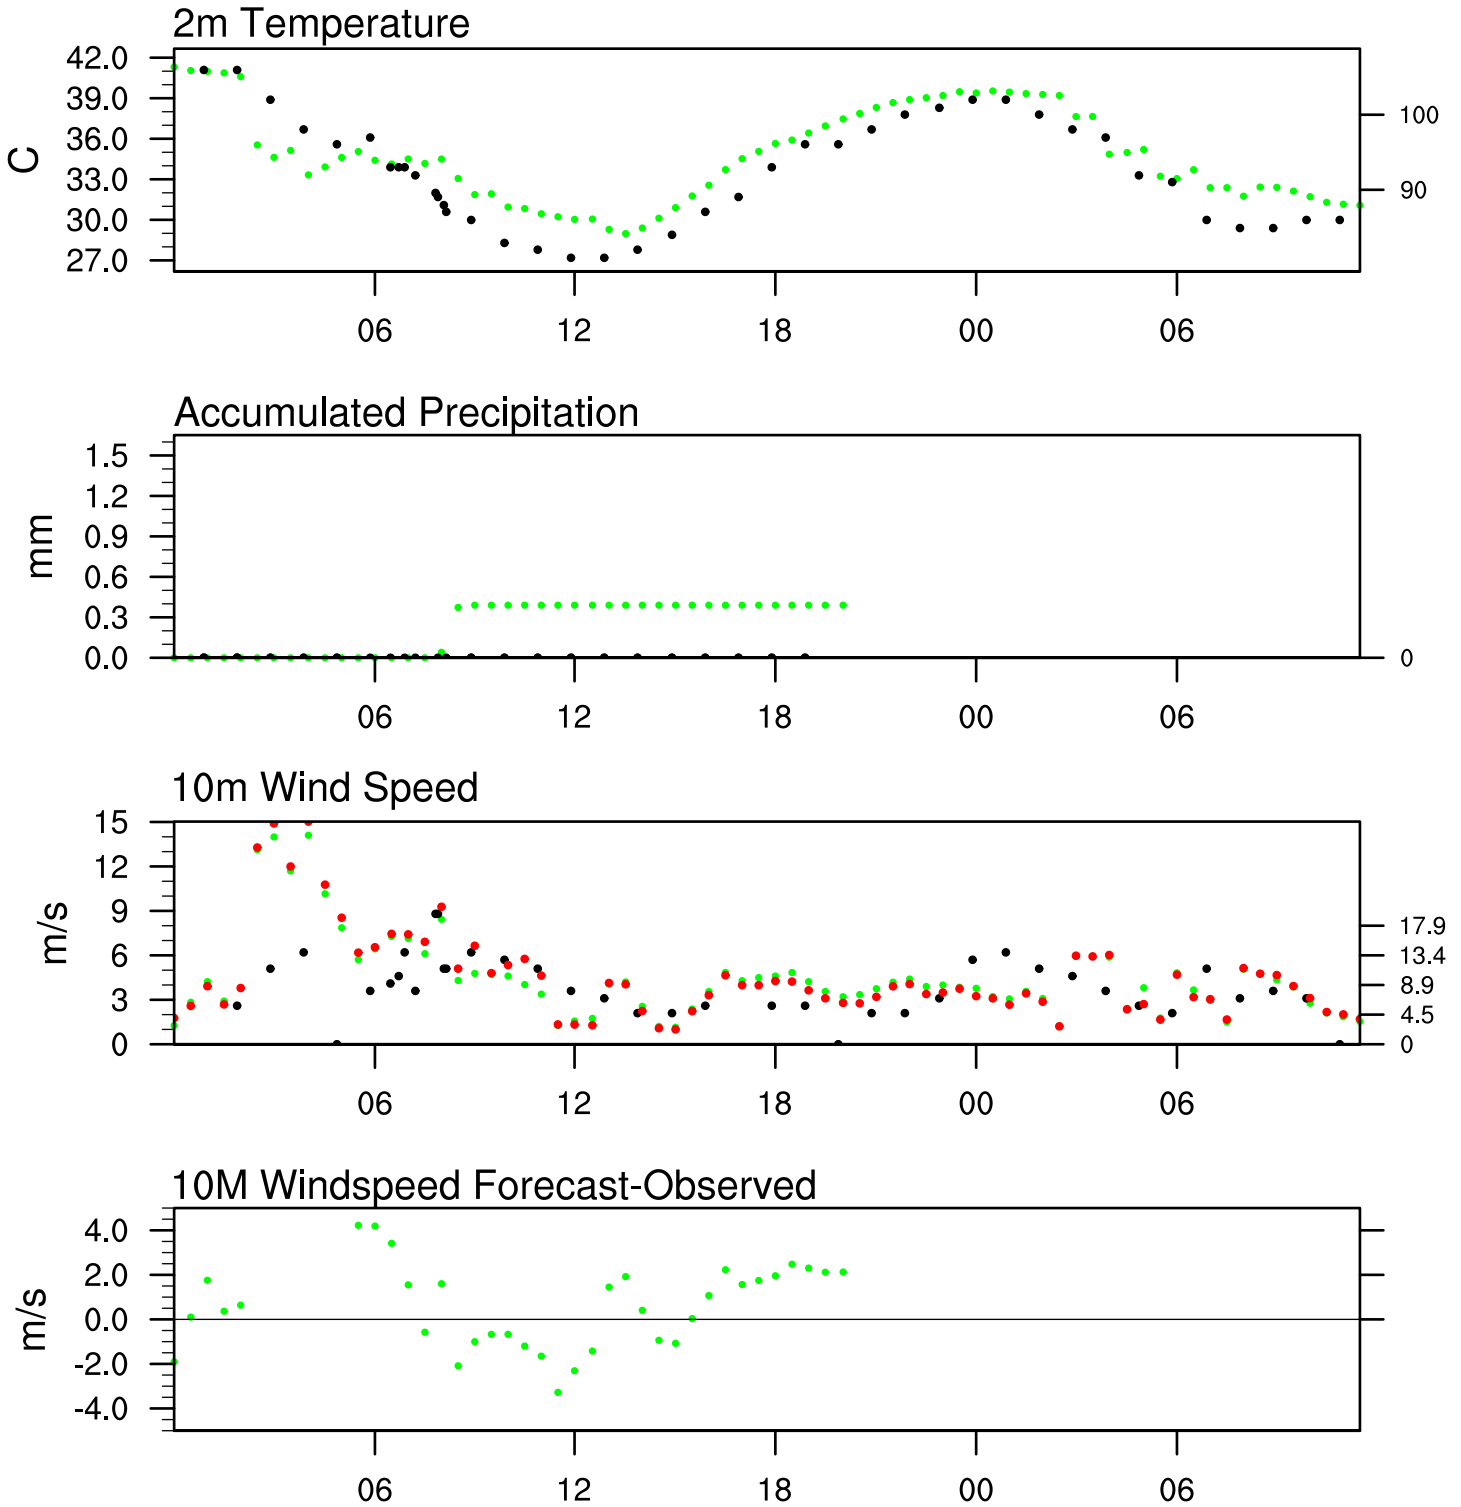 2m Temperature
42.0
39.0
36.0
33.0
30.0
27.0
C
100
90
06 12 18 00 06
Accumulated Precipitation
1.5
1.2
0.9
0.6
0.3
0.0
mm
0
06 12 18 00 06
10m Wind Speed
15
12
9
6
3
0
m/s
17.9
13.4
8.9
4.5
0
06 12 18 00 06
10M Windspeed Forecast-Observed
4.0
2.0
0.0
-2.0
-4.0
m/s
06 12 18 00 06